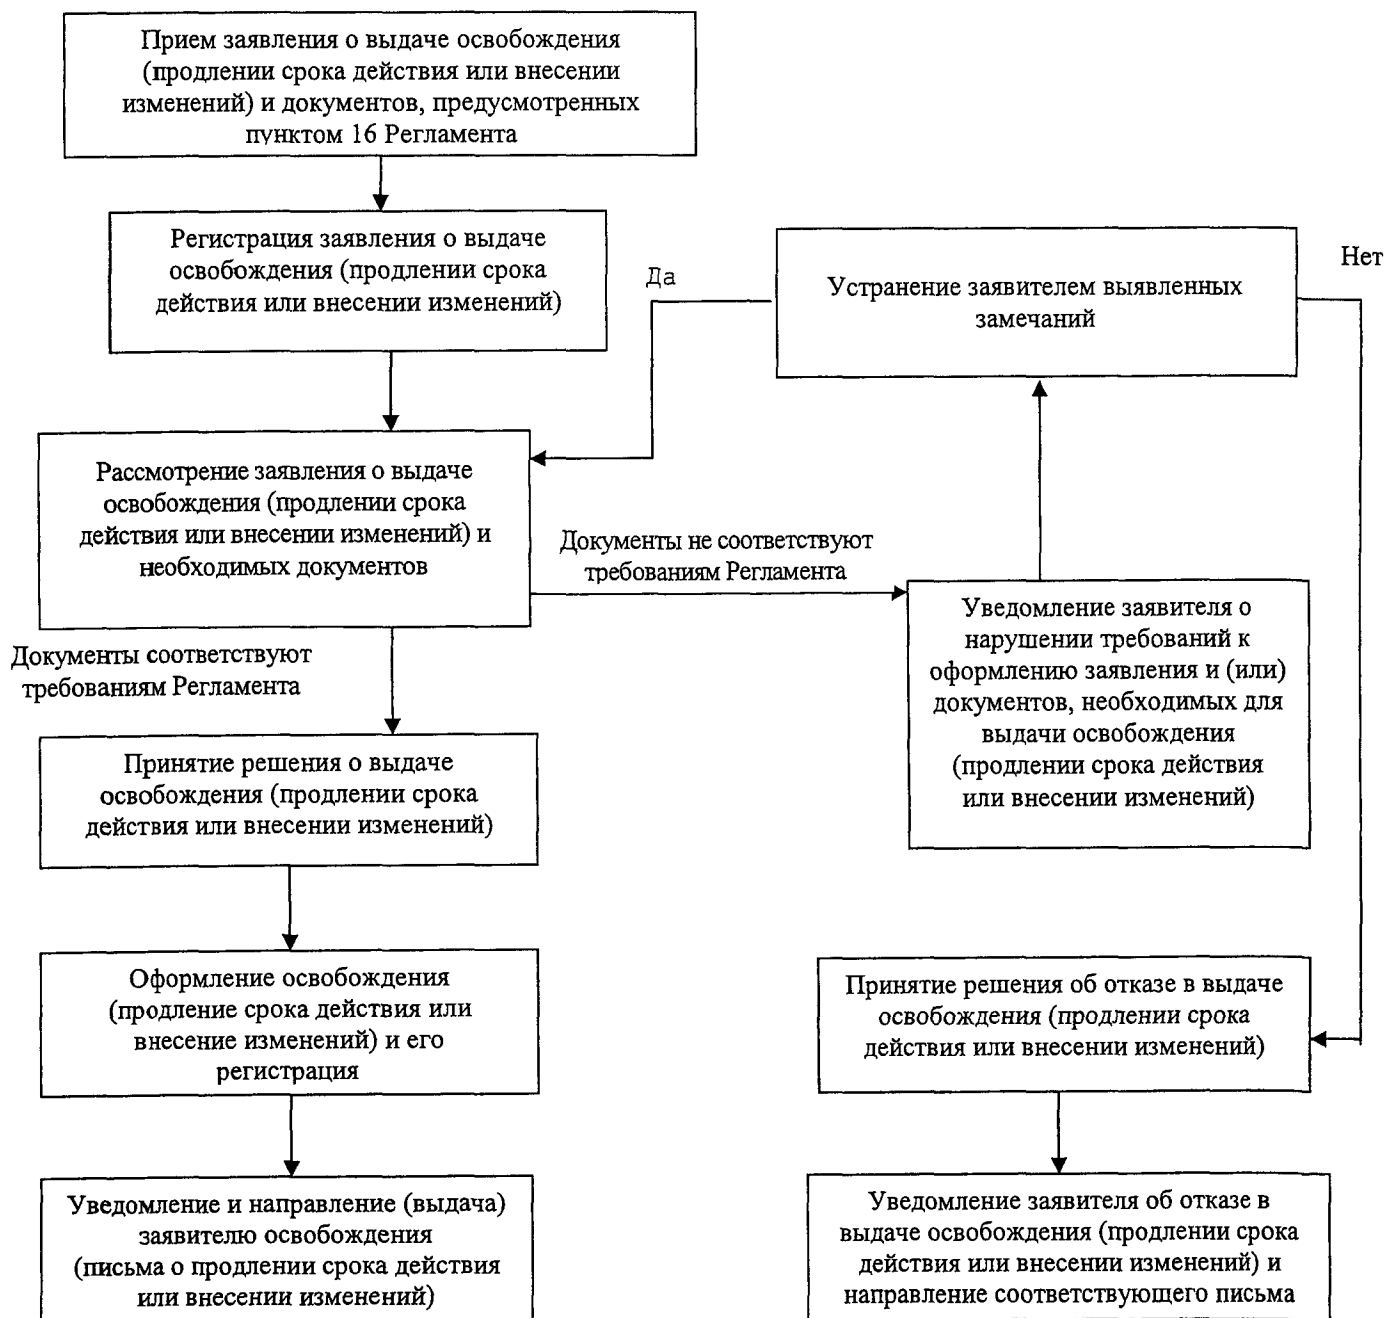 Прием заявления о выдаче освобождения
(продлении срока действия или внесении
изменений) и документов, предусмотренных
пунктом 16 Регламента
Регистрация заявления о выдаче
освобождения (продлении срока
действия или внесении изменений)
Да
Устранение заявителем выявленных
замечаний
Нет
Рассмотрение заявления о выдаче
освобождения (продлении срока
действия или внесении изменений) и
необходимых документов
Документы не соответствуют
требованиям Регламента
Уведомление заявителя о
нарушении требований к
оформлению заявления и (или)
документов, необходимых для
выдачи освобождения
(продлении срока действия
или внесении изменений)
Документы соответствуют
требованиям Регламента
Принятие решения о выдаче
освобождения (продлении срока
действия или внесении изменений)
Оформление освобождения
(продление срока действия или
внесение изменений) и его
регистрация
Принятие решения об отказе в выдаче
освобождения (продлении срока
действия или внесении изменений)
Уведомление и направление (выдача)
заявителю освобождения
(письма о продлении срока действия
или внесении изменений)
Уведомление заявителя об отказе в
выдаче освобождения (продлении срока
действия или внесении изменений) и
направление соответствующего письма